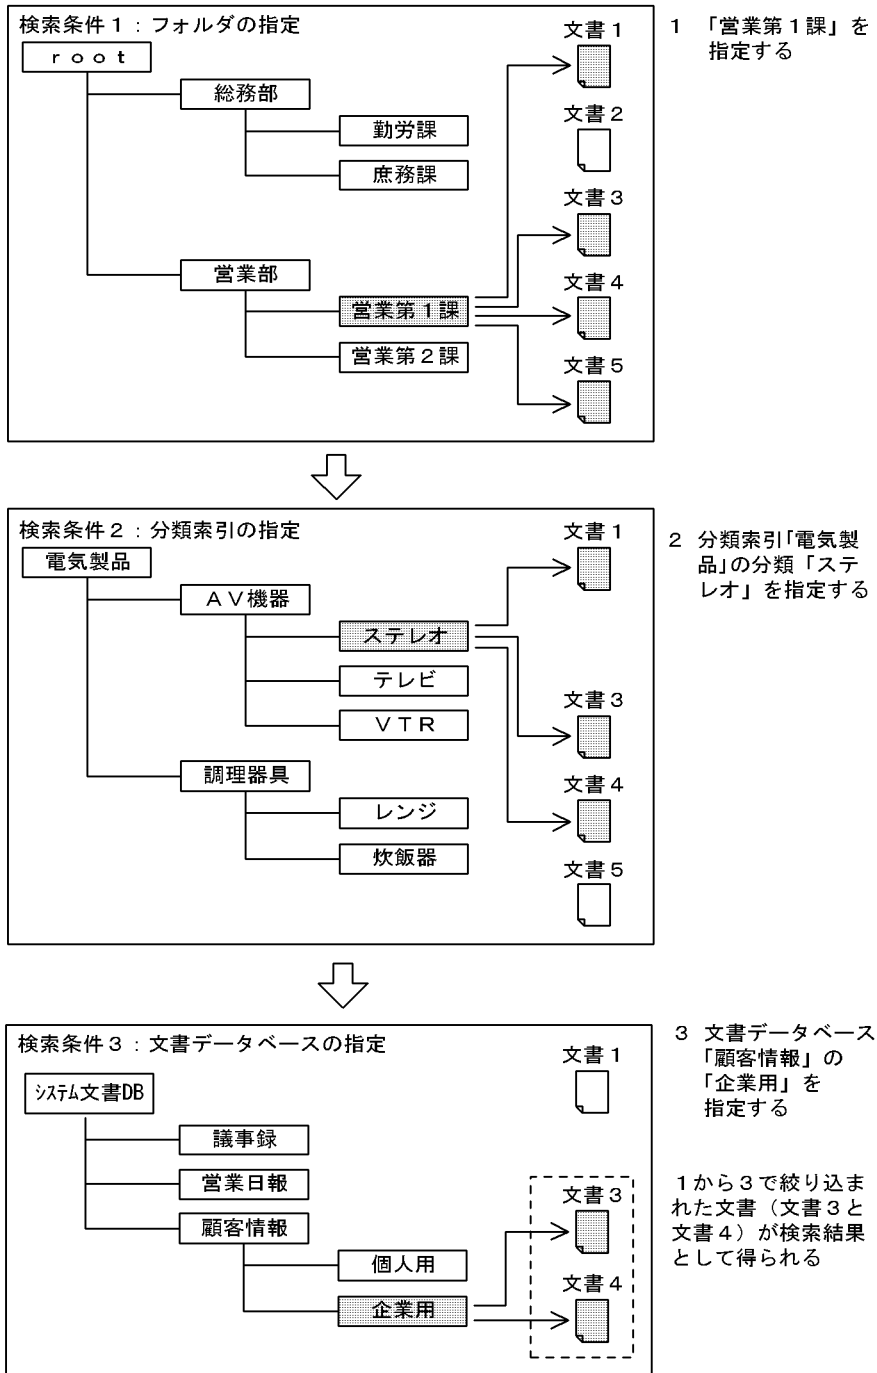 検索条件1:フォルダの指定
root
総務部
勤労課
庶務課
営業部
営業第1課
営業第2課
文書1
文書2
文書3
文書4
文書5
1 「営業第1課」を
指定する
検索条件2:分類索引の指定
電気製品
AV機器
ステレオ
テレビ
VTR
調理器具
レンジ
炊飯器
文書1
文書3
文書4
文書5
2 分類索引「電気製
品」の分類「ステ
レオ」を指定する
検索条件3:文書データベースの指定
システム文書DB
議事録
営業日報
顧客情報
個人用
企業用
文書1
文書3
文書4
3 文書データベース
「顧客情報」の
「企業用」を
指定する
1から3で絞り込ま
れた文書(文書3と
文書4)が検索結果
として得られる